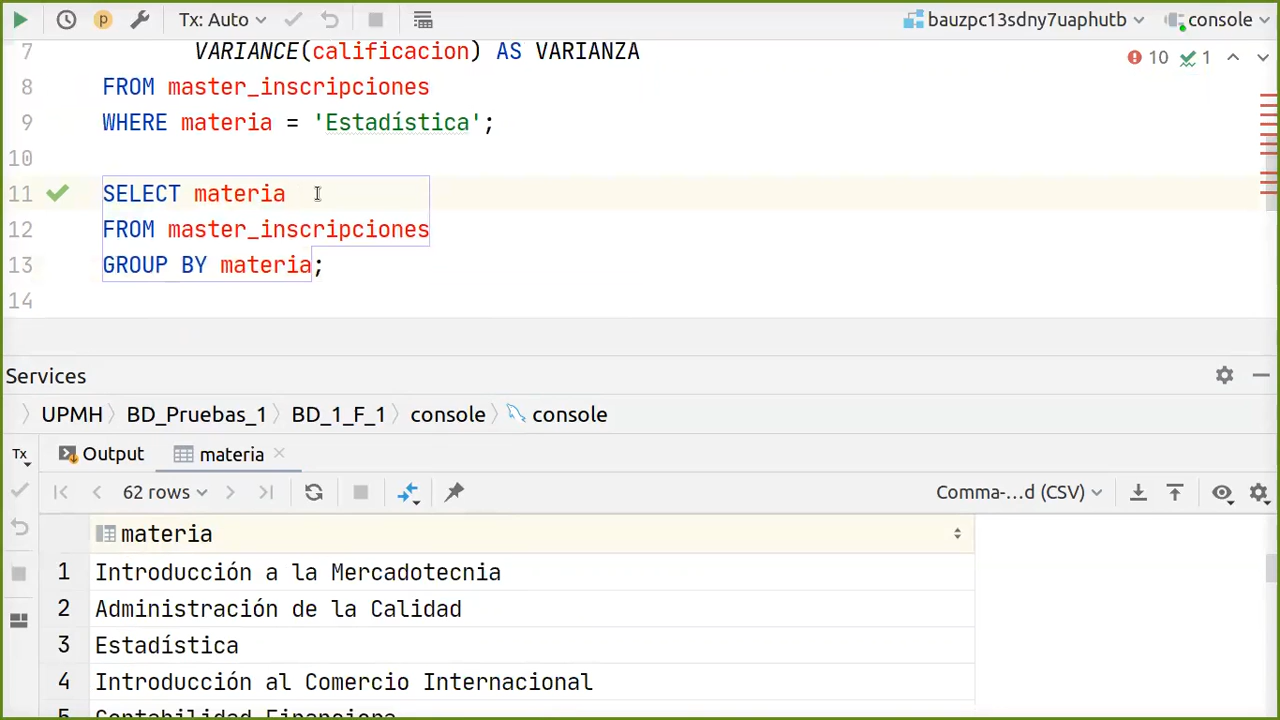 Tx: Auto bauzpc13sdny7uaphutb console
7 VARIANCE(calificacion) AS VARIANZA
10 1
8 FROM master_inscripciones
9 WHERE materia = 'Estadística';
10
11 SELECT materia
12 FROM master_inscripciones
13 GROUP BY materia;
14
Services
UPMH BD_Pruebas_1 BD_1_F_1 console console
Tx Output materia
62 rows Comma-...d (CSV)
materia
1 Introducción a la Mercadotecnia
2 Administración de la Calidad
3 Estadística
4 Introducción al Comercio Internacional
5 Contabilidad Financiera